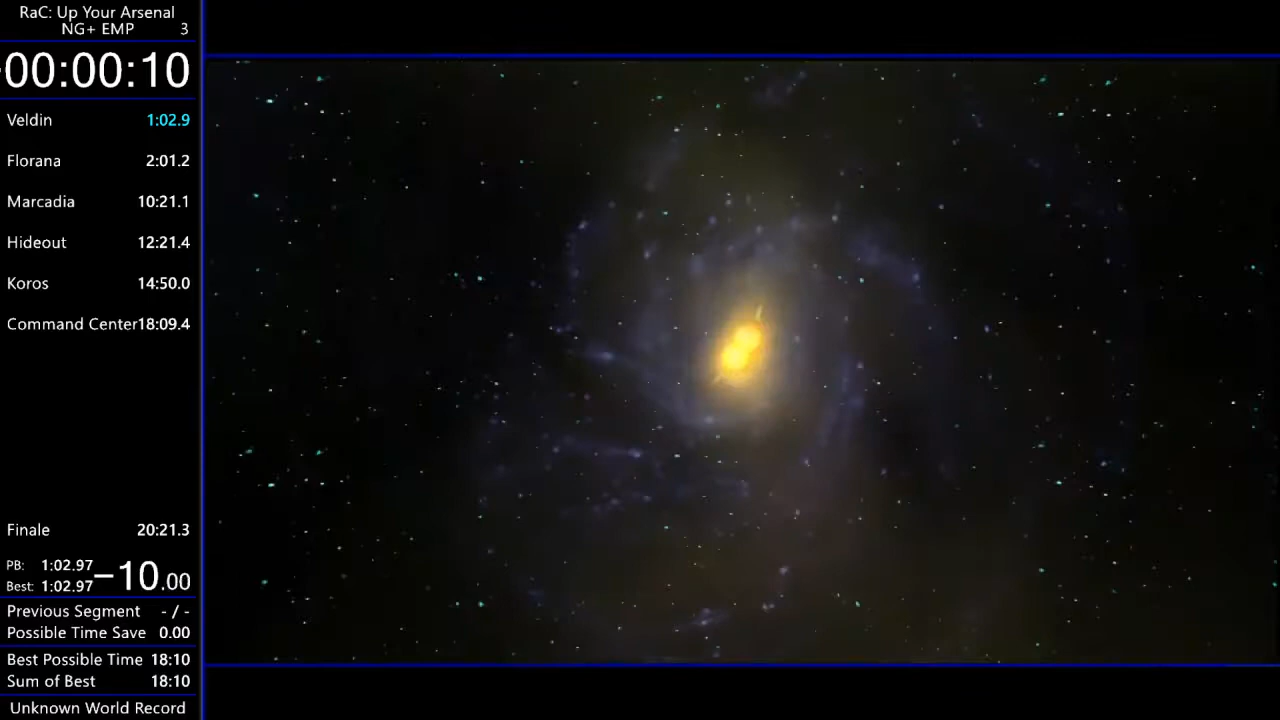 RaC: Up Your Arsenal
NG+ EMP 3
-00:00:10
Veldin 1:02.9
Florana 2:01.2
Marcadia 10:21.1
Hideout 12:21.4
Koros 14:50.0
Command Center 18:09.4
Finale 20:21.3
PB: 1:02.97
Best: 1:02.97
-10.00
Previous Segment - / -
Possible Time Save 0.00
Best Possible Time 18:10
Sum of Best 18:10
Unknown World Record